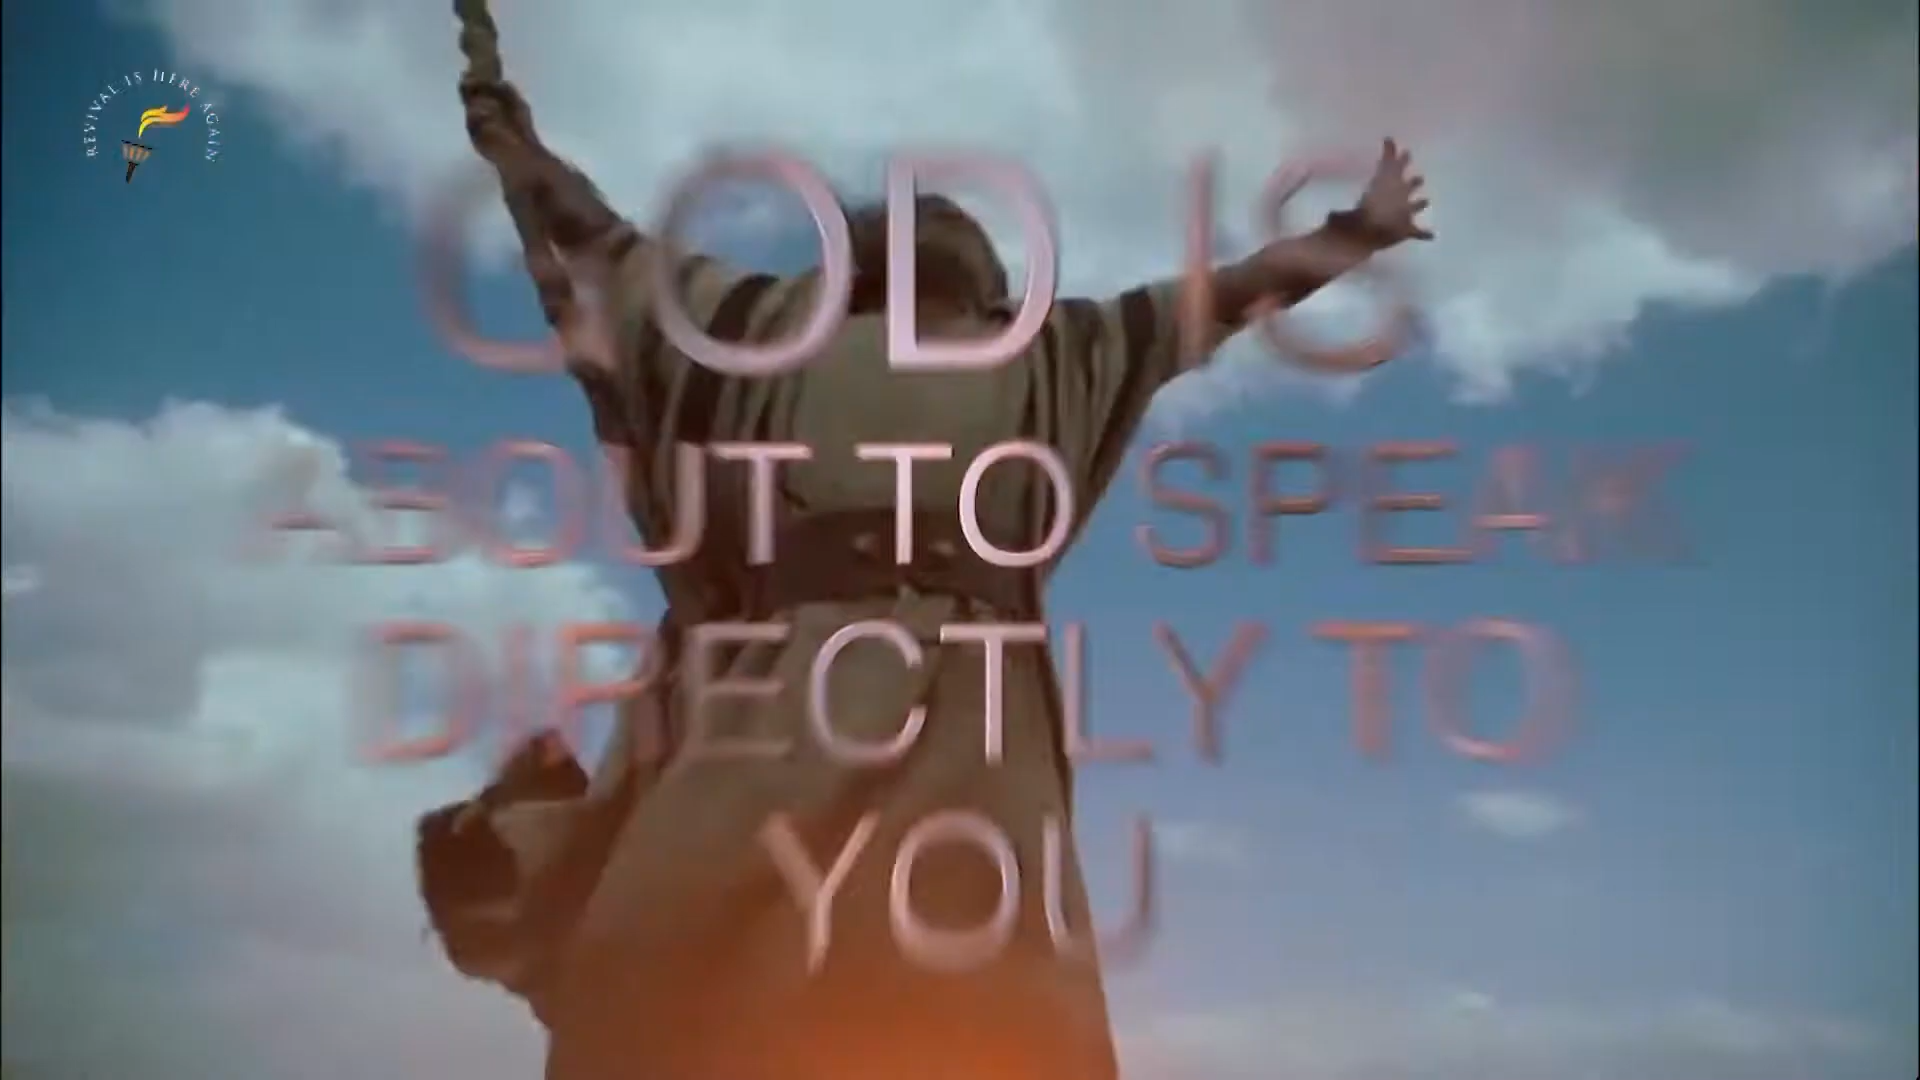 REVIVAL IS HERE AGAIN
GOD IS
ABOUT TO SPEAK
DIRECTLY TO
YOU